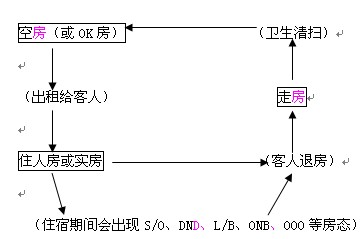 空房（或OK房） （卫生清扫）
（出租给客人） 走房
住人房或实房 （客人退房）
（住宿期间会出现 S/O、DND、L/B、ONB、OOO 等房态）